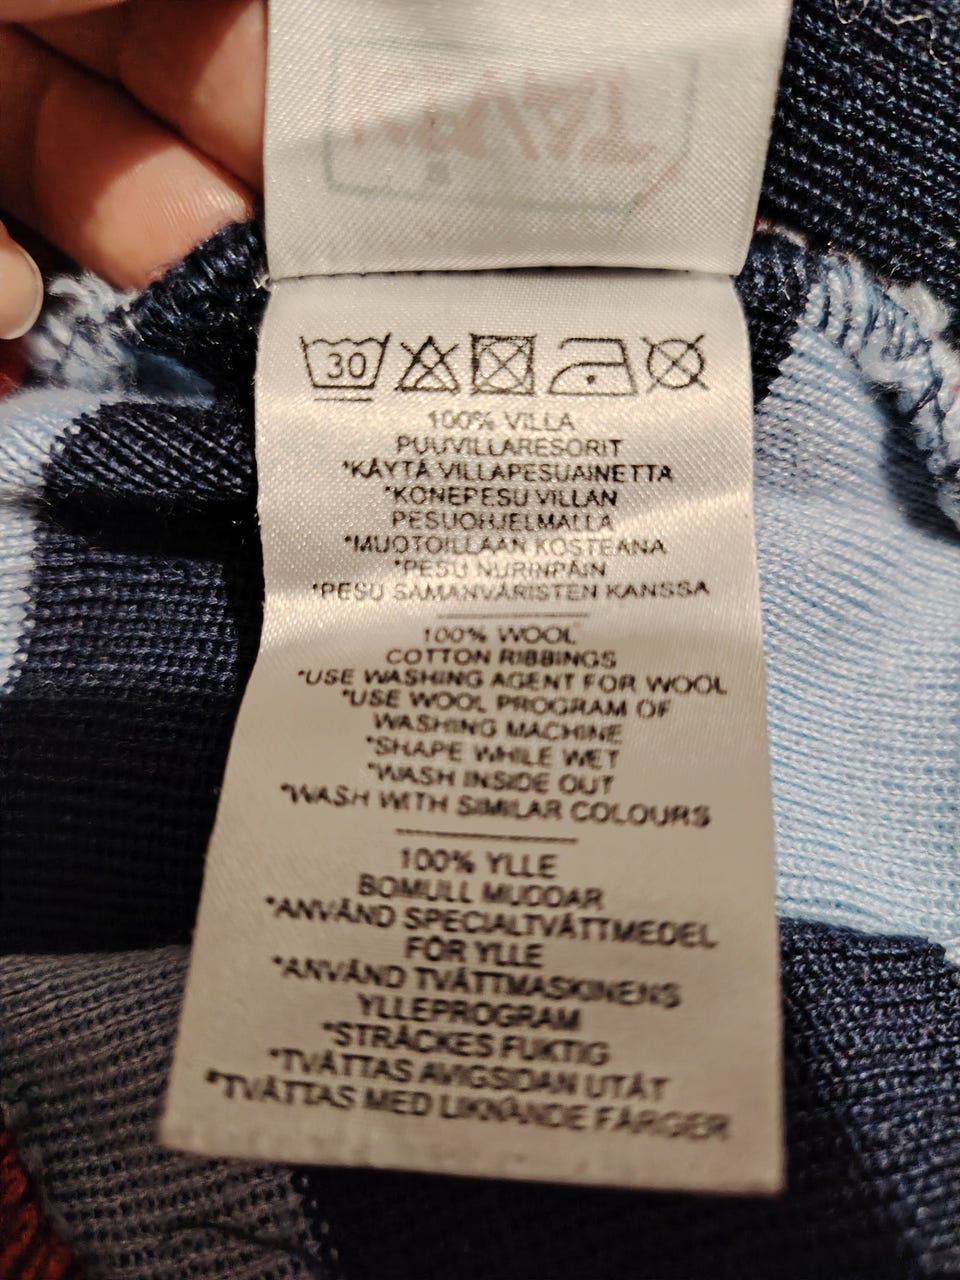 30
100% VILLA
PUUVILLARESORIT
*KÄYTÄ VILLAPESUAINETTA
*KONEPESU VILLAN
PESUOHJELMALLA
*MUOTOILLAAN KOSTEANA
*PESU NURINPÄIN
*PESU SAMANVÄRISTEN KANSSA
100% WOOL
COTTON RIBBINGS
*USE WASHING AGENT FOR WOOL
*USE WOOL PROGRAM OF
WASHING MACHINE
*SHAPE WHILE WET
*WASH INSIDE OUT
*WASH WITH SIMILAR COLOURS
100% YLLE
BOMULL MUDDAR
*ANVÄND SPECIALTVÄTTMEDEL
FÖR YLLE
*ANVÄND TVÄTTMASKINENS
YLLEPROGRAM
*STRÄCKES FUKTIG
*TVÄTTAS AVIGSIDAN UTÅT
*TVÄTTAS MED LIKNANDE FÄRGER